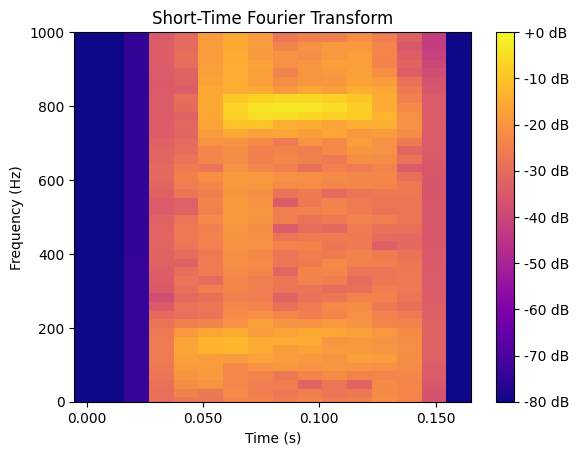 Short-Time Fourier Transform
1000
800
600
400
200
0
Frequency (Hz)
0.000
0.050
0.100
0.150
Time (s)
+0 dB
-10 dB
-20 dB
-30 dB
-40 dB
-50 dB
-60 dB
-70 dB
-80 dB